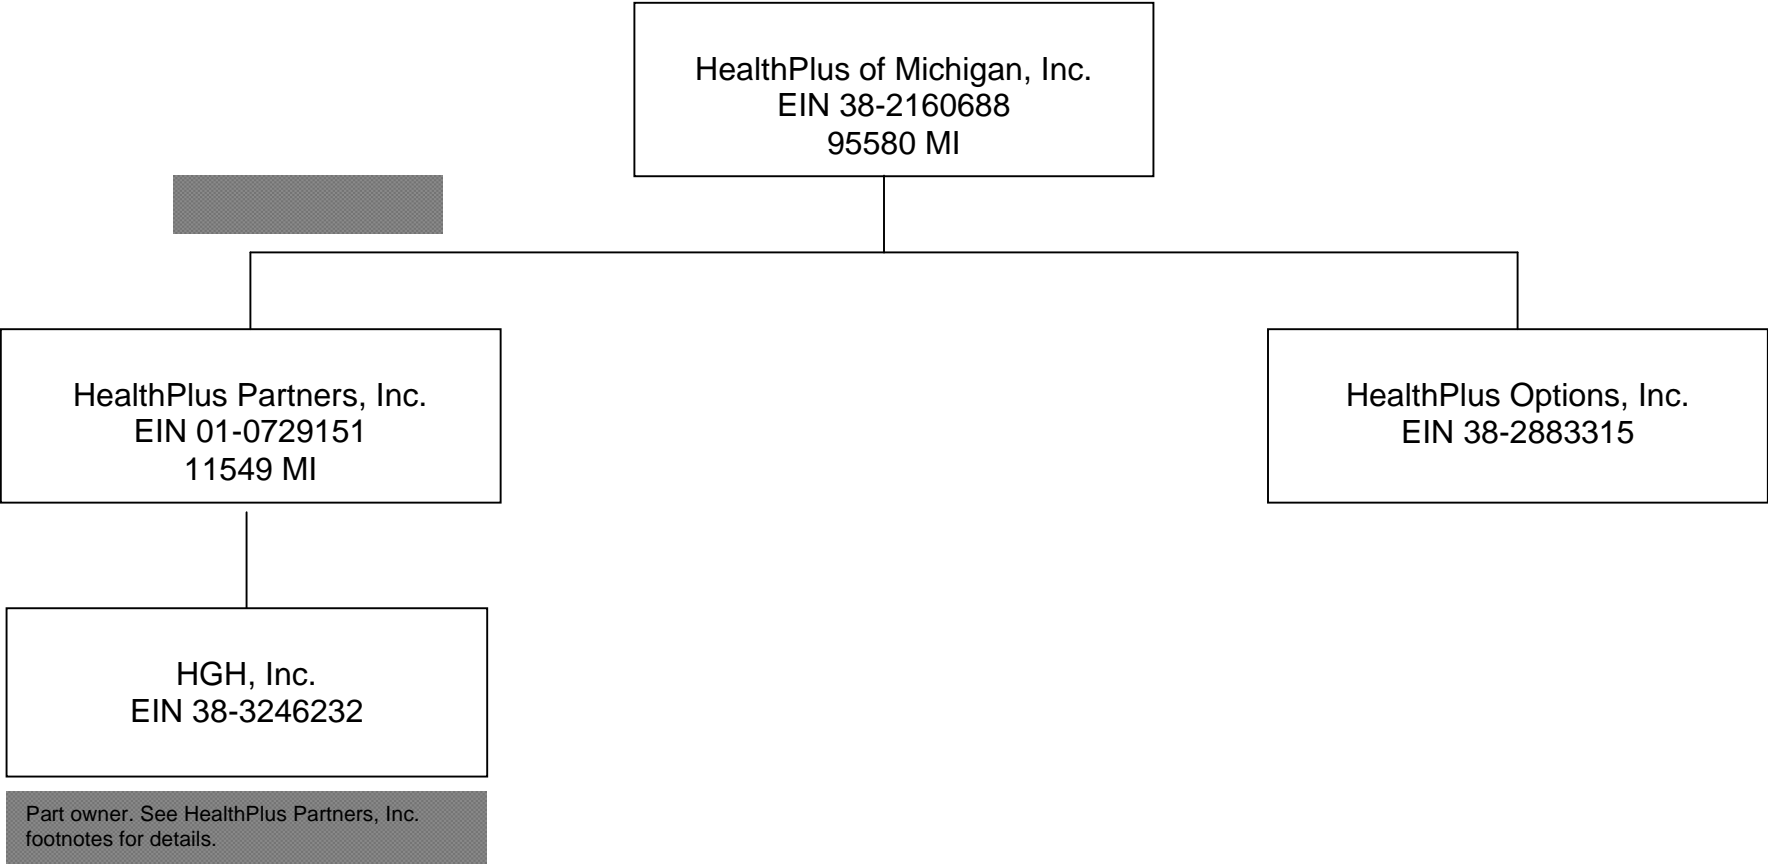 HealthPlus of Michigan, Inc.
EIN 38-2160688
95580 MI
HealthPlus Partners, Inc.
EIN 01-0729151
11549 MI
HealthPlus Options, Inc.
EIN 38-2883315
HGH, Inc.
EIN 38-3246232
Part owner. See HealthPlus Partners, Inc.
footnotes for details.